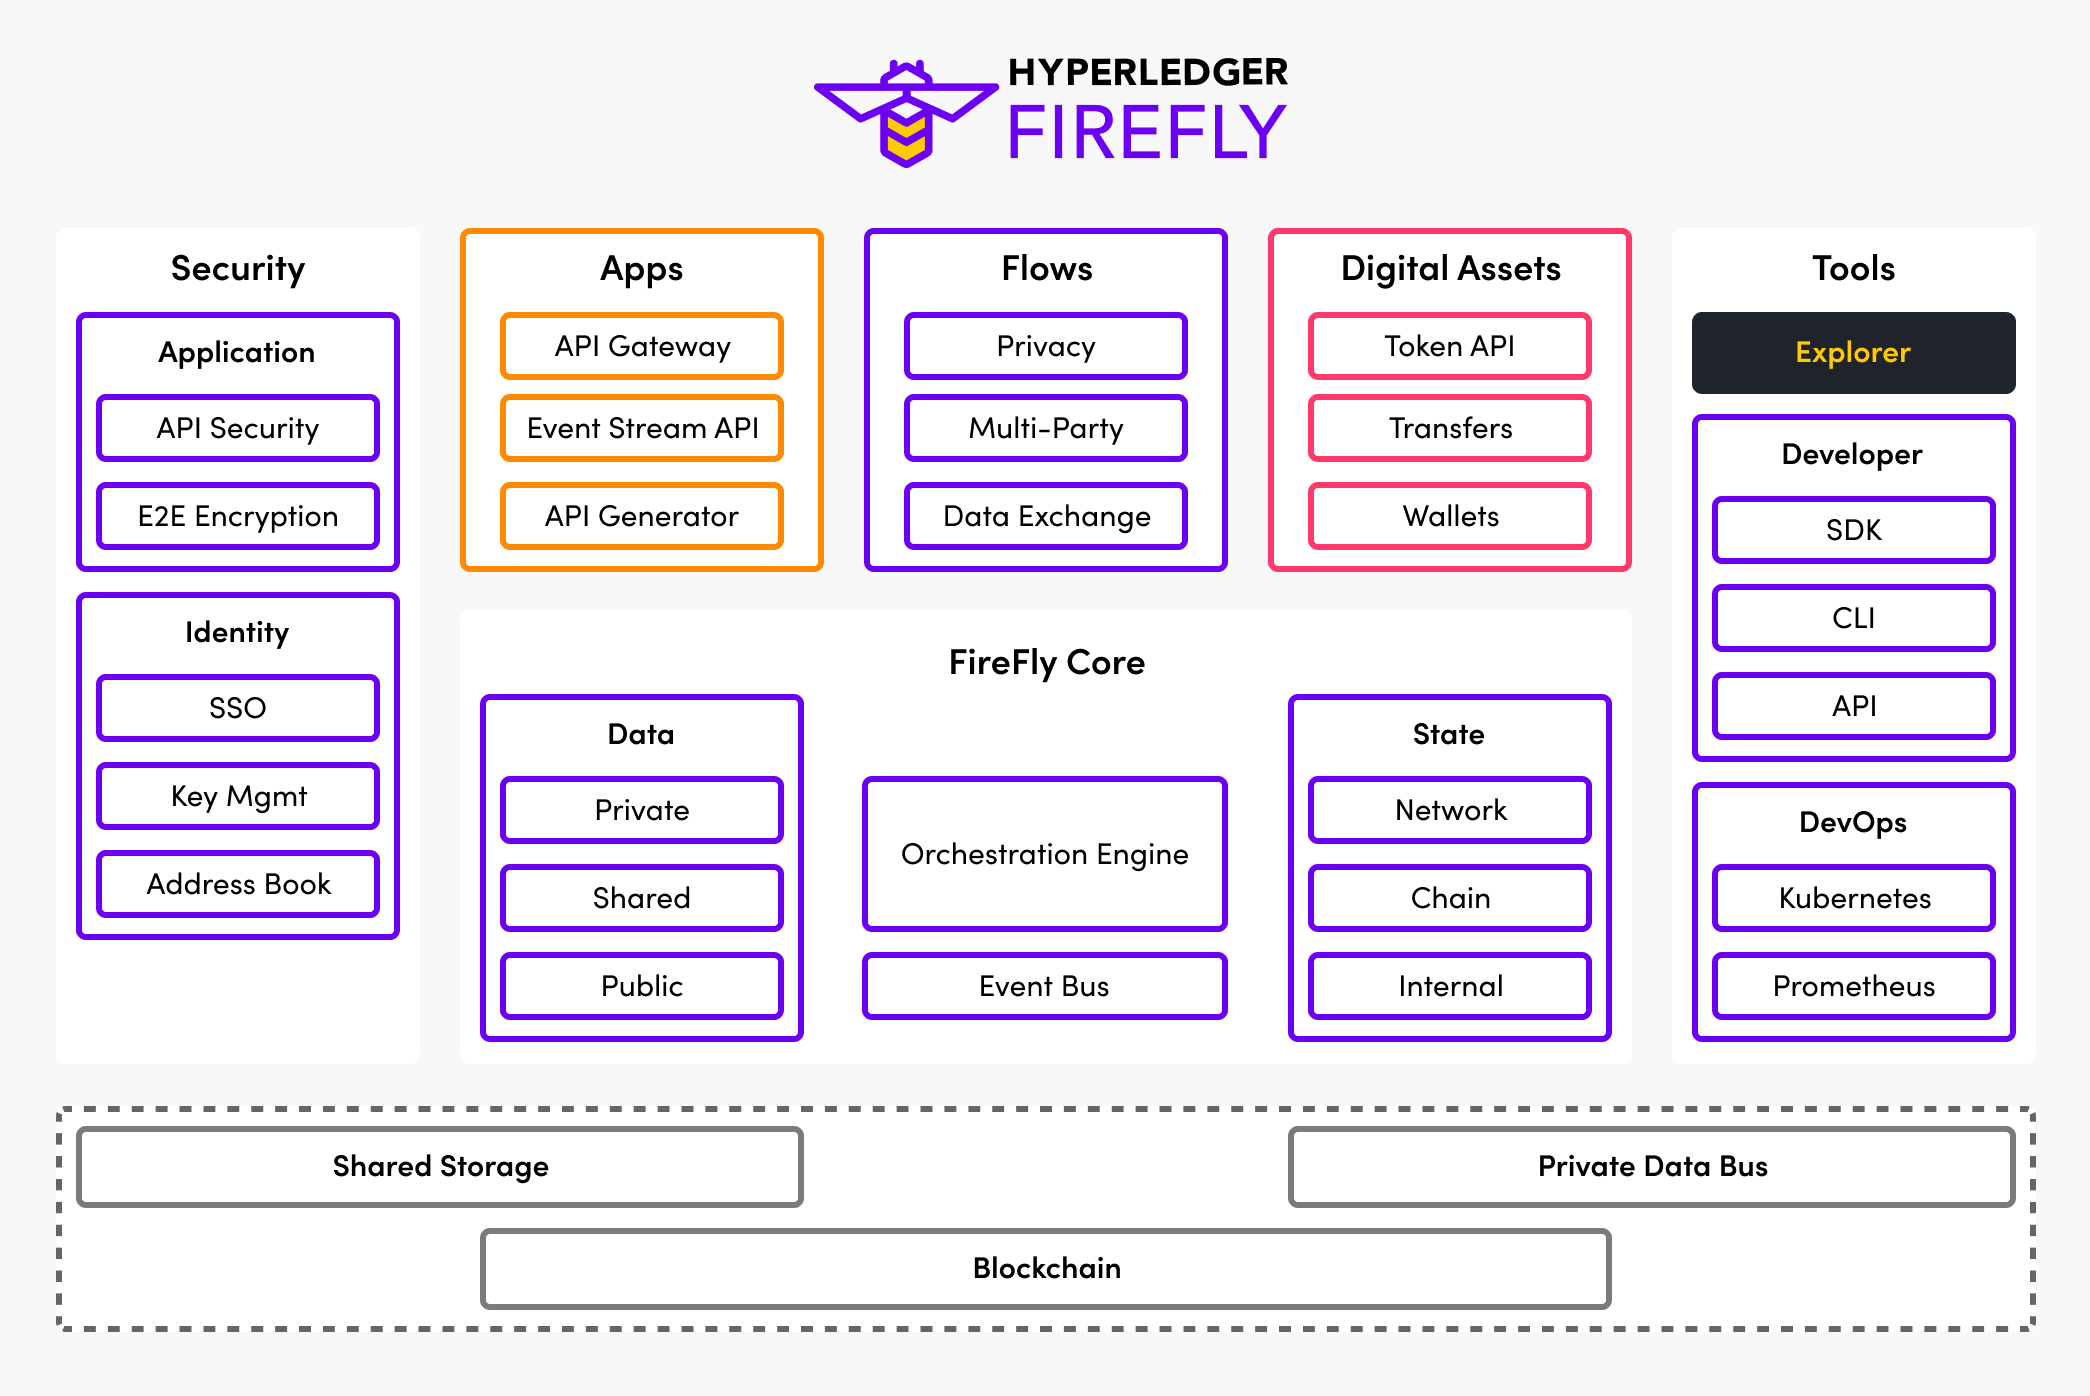 HYPERLEDGER
FIREFLY
Security
Application
API Security
E2E Encryption
Identity
SSO
Key Mgmt
Address Book
Apps
API Gateway
Event Stream API
API Generator
Flows
Privacy
Multi-Party
Data Exchange
Digital Assets
Token API
Transfers
Wallets
FireFly Core
Data
Private
Shared
Public
Orchestration Engine
Event Bus
State
Network
Chain
Internal
Tools
Explorer
Developer
SDK
CLI
API
DevOps
Kubernetes
Prometheus
Shared Storage
Private Data Bus
Blockchain